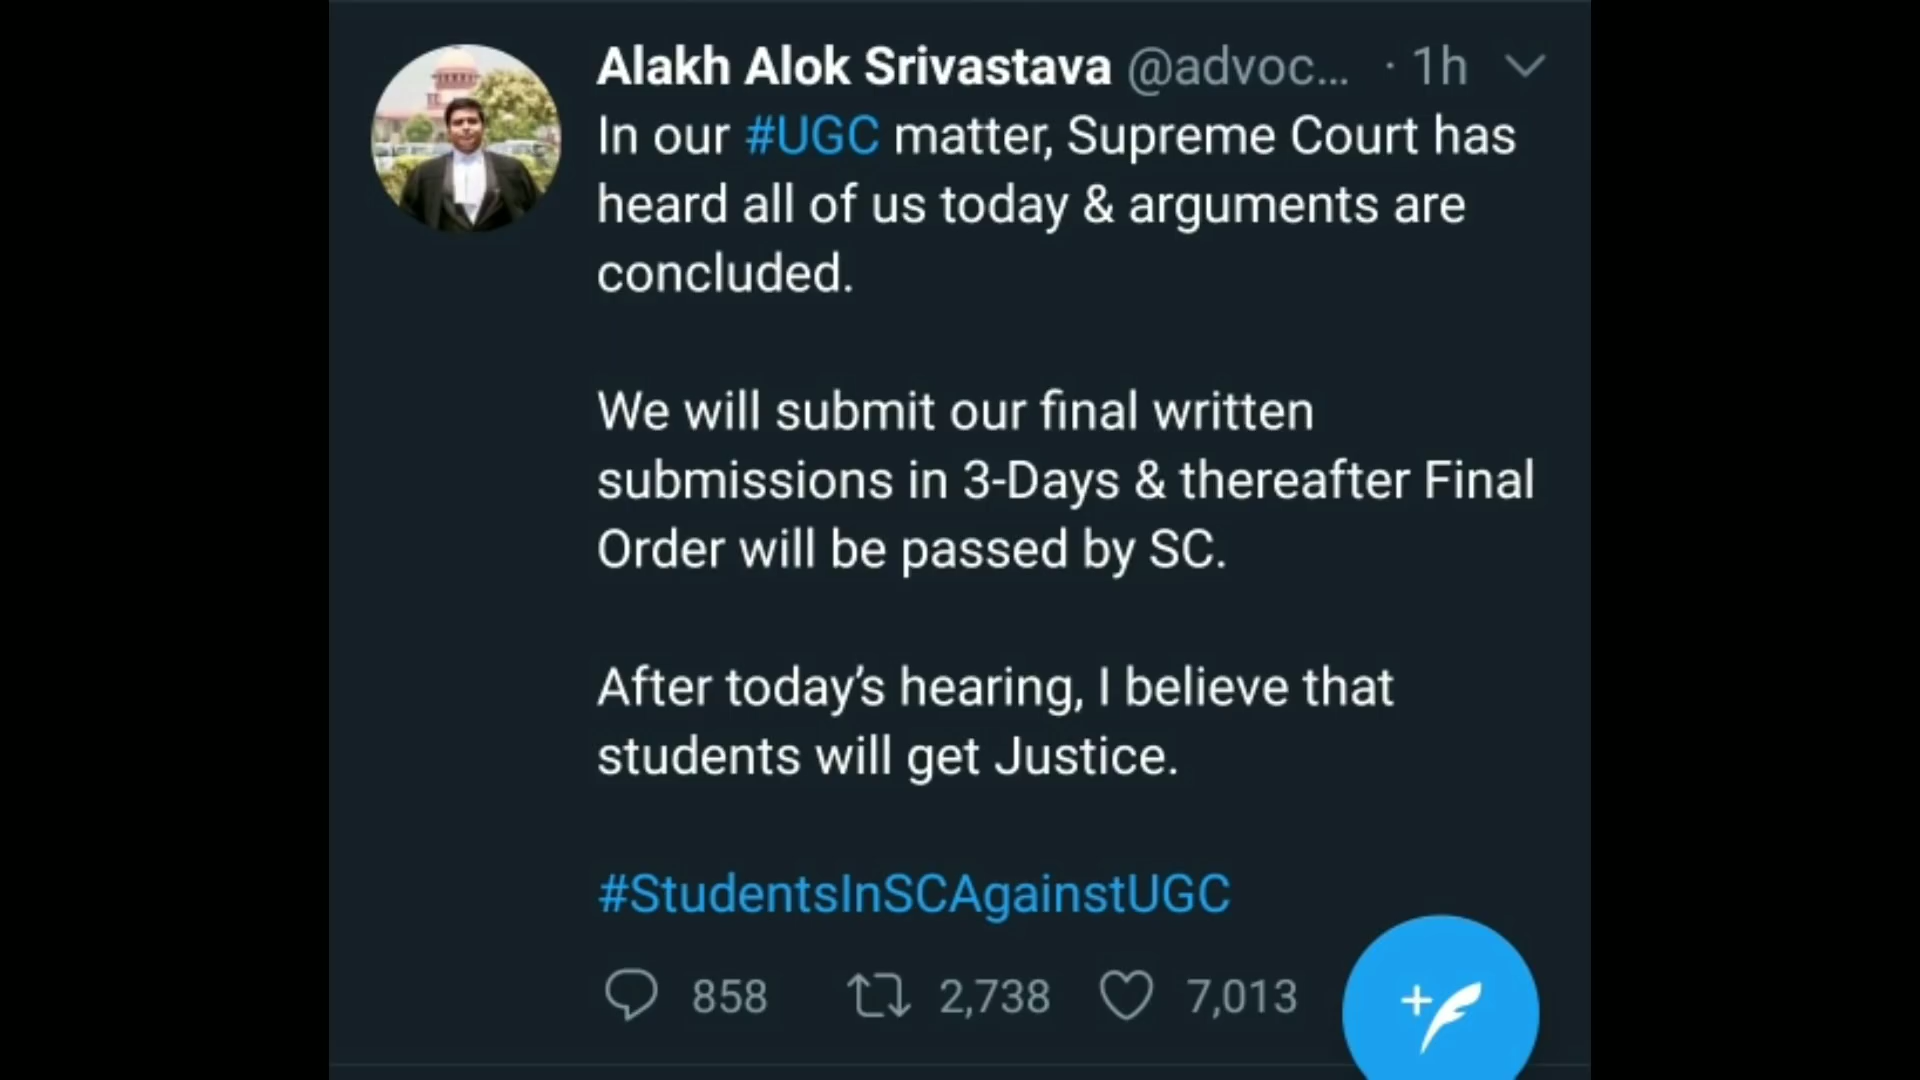 Alakh Alok Srivastava @advoc... · 1h
In our #UGC matter, Supreme Court has
heard all of us today & arguments are
concluded.
We will submit our final written
submissions in 3-Days & thereafter Final
Order will be passed by SC.
After today's hearing, I believe that
students will get Justice.
#StudentsInSCAgainstUGC
858 2,738 7,013